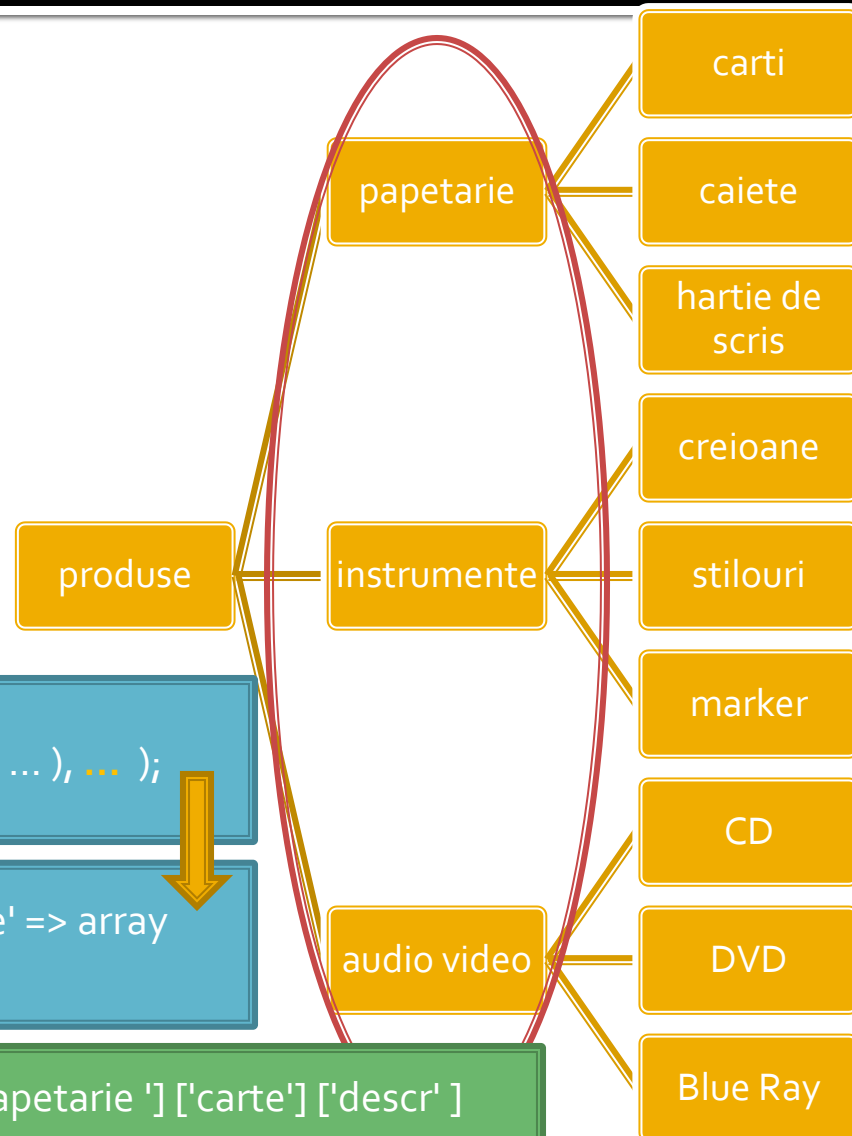 carti
papetarie
caiete
hartie de
scris
creioane
produse
instrumente
stilouri
marker
... ), ... );
CD
e' => array
audio video
DVD
Blue Ray
apetarie '] ['carte'] ['descr' ]